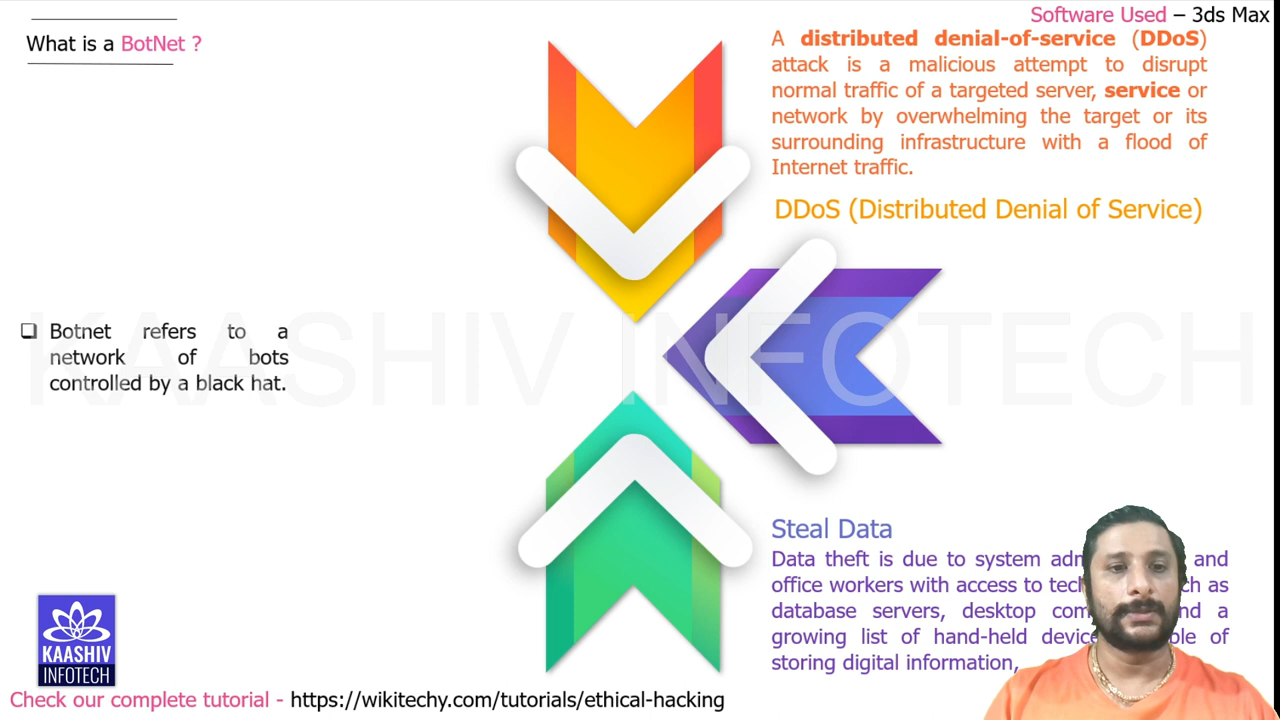 Software Used – 3ds Max
What is a BotNet ?
A distributed denial-of-service (DDoS)
attack is a malicious attempt to disrupt
normal traffic of a targeted server, service or
network by overwhelming the target or its
surrounding infrastructure with a flood of
Internet traffic.
DDoS (Distributed Denial of Service)
❑ Botnet refers to a
network of bots
controlled by a black hat.
KAASHIV INFOTECH
Steal Data
Data theft is due to system and
office workers with access to as
database servers, desktop a
growing list of hand-held of
storing digital information,
KAASHIV
INFOTECH
Check our complete tutorial - https://wikitechy.com/tutorials/ethical-hacking